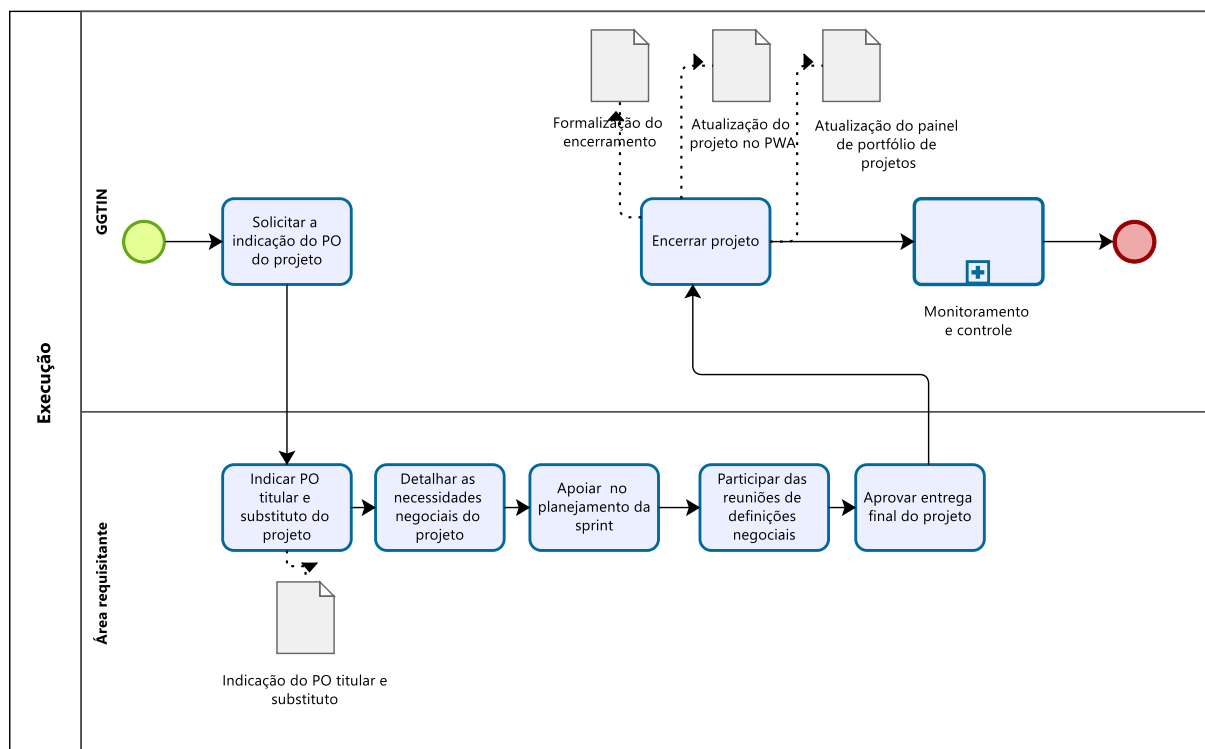 Execução
GGTIN
Formalização do
encerramento
Atualização do
projeto no PWA
Atualização do painel
de portfólio de
projetos
Solicitar a
indicação do PO
do projeto
Encerrar projeto
Monitoramento
e controle
Área requisitante
Indicar PO
titular e
substituto do
projeto
Detalhar as
necessidades
negociais do
projeto
Apoiar no
planejamento da
sprint
Participar das
reuniões de
definições
negociais
Aprovar entrega
final do projeto
Indicação do PO titular e
substituto